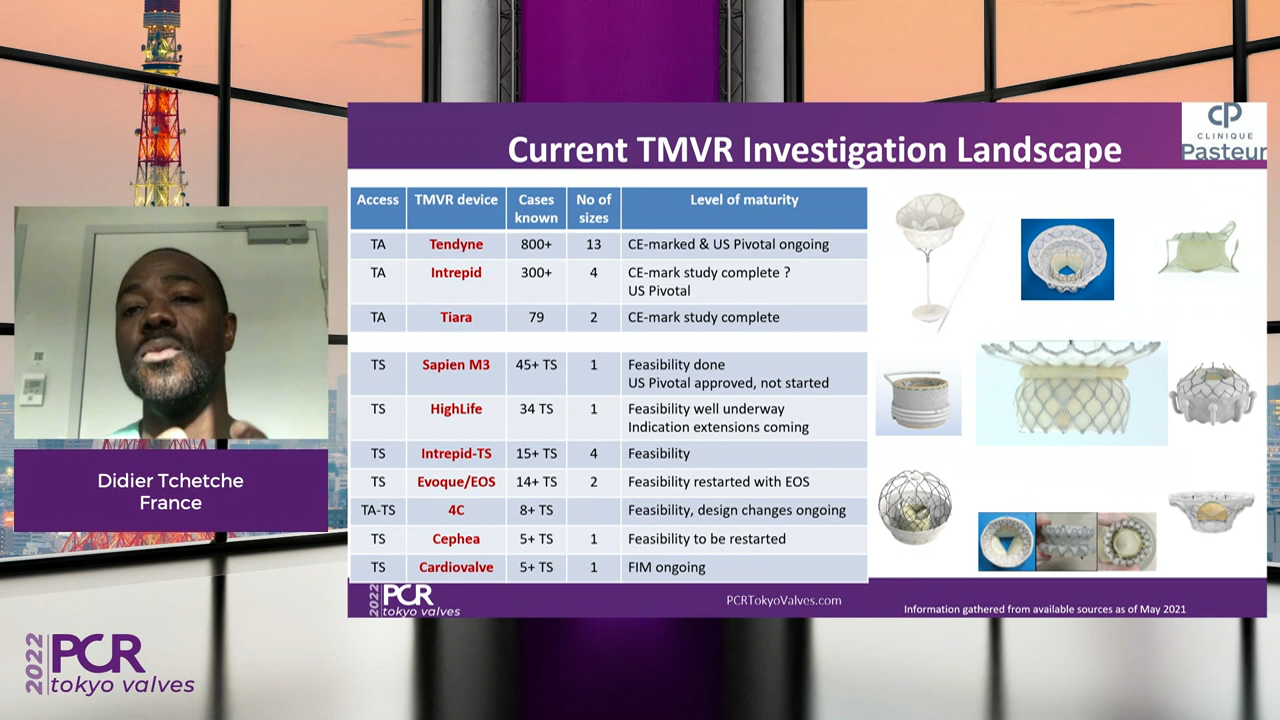 Current TMVR Investigation Landscape
CP
CLINIQUE
Pasteur
Access TMVR device Cases known No of sizes Level of maturity
TA Tendyne 800+ 13 CE-marked & US Pivotal ongoing
TA Intrepid 300+ 4 CE-mark study complete ?
US Pivotal
TA Tiara 79 2 CE-mark study complete
TS Sapien M3 45+ TS 1 Feasibility done
US Pivotal approved, not started
TS HighLife 34 TS 1 Feasibility well underway
Indication extensions coming
TS Intrepid-TS 15+ TS 4 Feasibility
TS Evoque/EOS 14+ TS 2 Feasibility restarted with EOS
TA-TS 4C 8+ TS Feasibility, design changes ongoing
TS Cephea 5+ TS 1 Feasibility to be restarted
TS Cardiovalve 5+ TS 1 FIM ongoing
2022 PCR
tokyo valves
PCRTokyoValves.com
Information gathered from available sources as of May 2021
Didier Tchetche
France
2022 PCR
tokyo valves